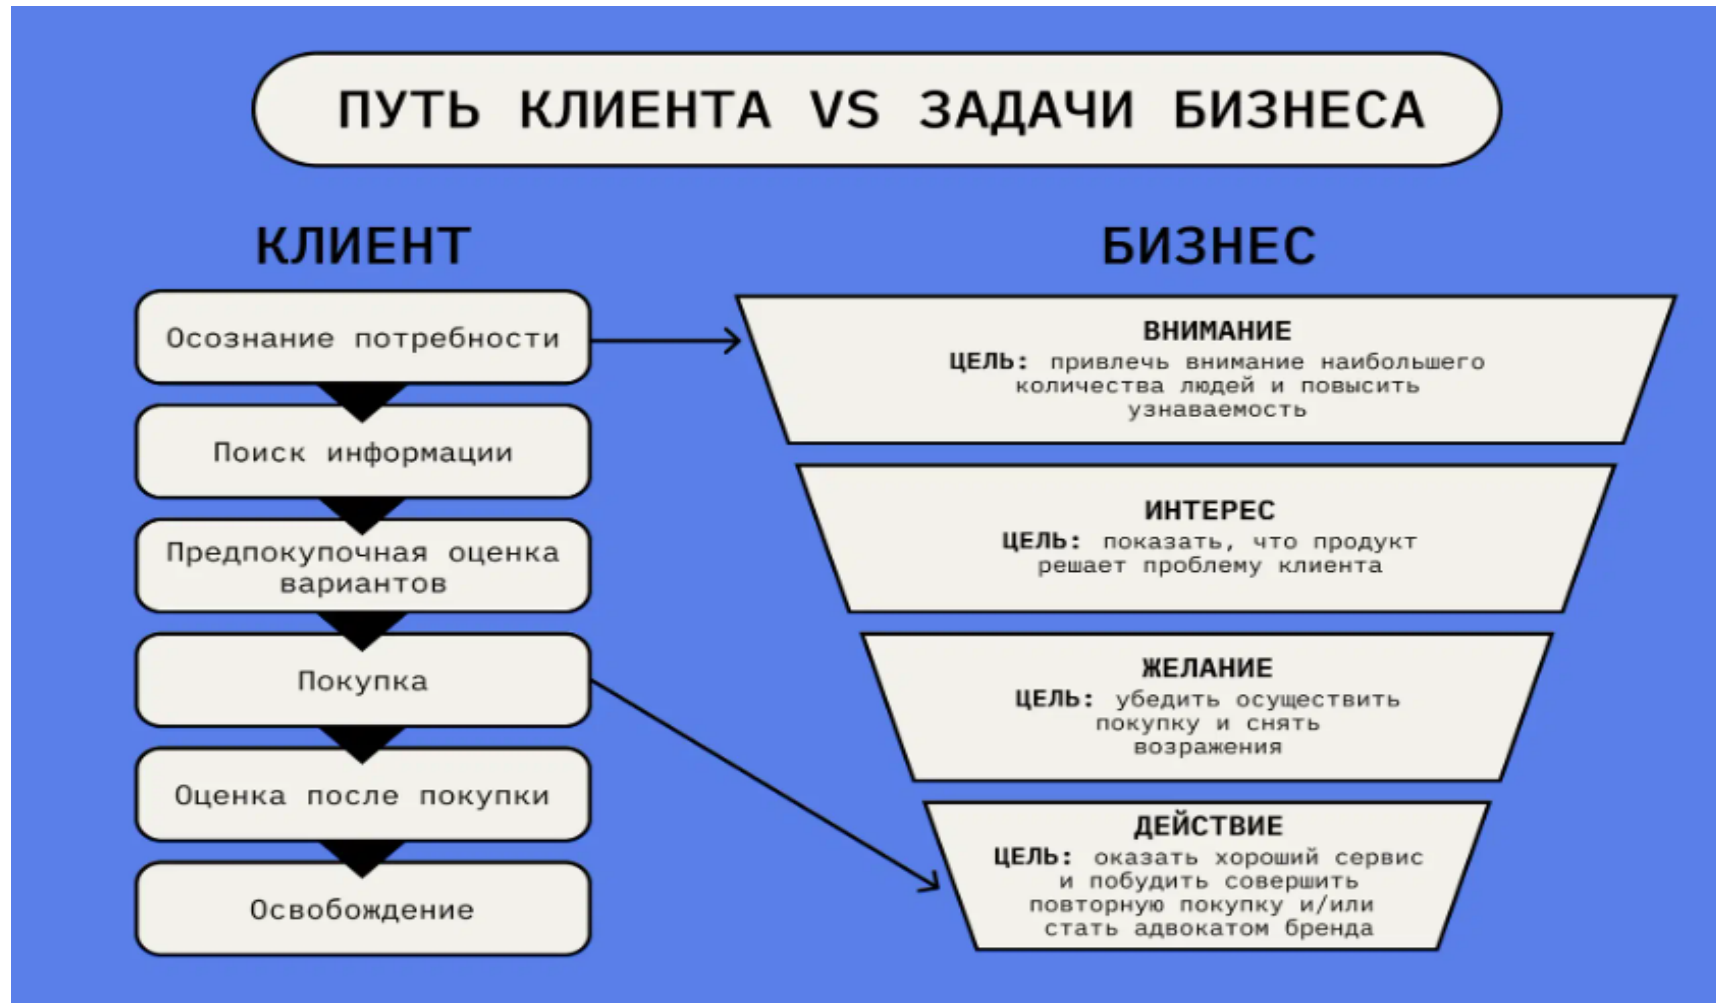 ПУТЬ КЛИЕНТА VS ЗАДАЧИ БИЗНЕСА
КЛИЕНТ
Осознание потребности
Поиск информации
Предпокупочная оценка
вариантов
Покупка
Оценка после покупки
Освобождение
БИЗНЕС
ВНИМАНИЕ
ЦЕЛЬ: привлечь внимание наибольшего
количества людей и повысить
узнаваемость
ИНТЕРЕС
ЦЕЛЬ: показать, что продукт
решает проблему клиента
ЖЕЛАНИЕ
ЦЕЛЬ: убедить осуществить
покупку и снять
возражения
ДЕЙСТВИЕ
ЦЕЛЬ: оказать хороший сервис
и побудить совершить
повторную покупку и/или
стать адвокатом бренда